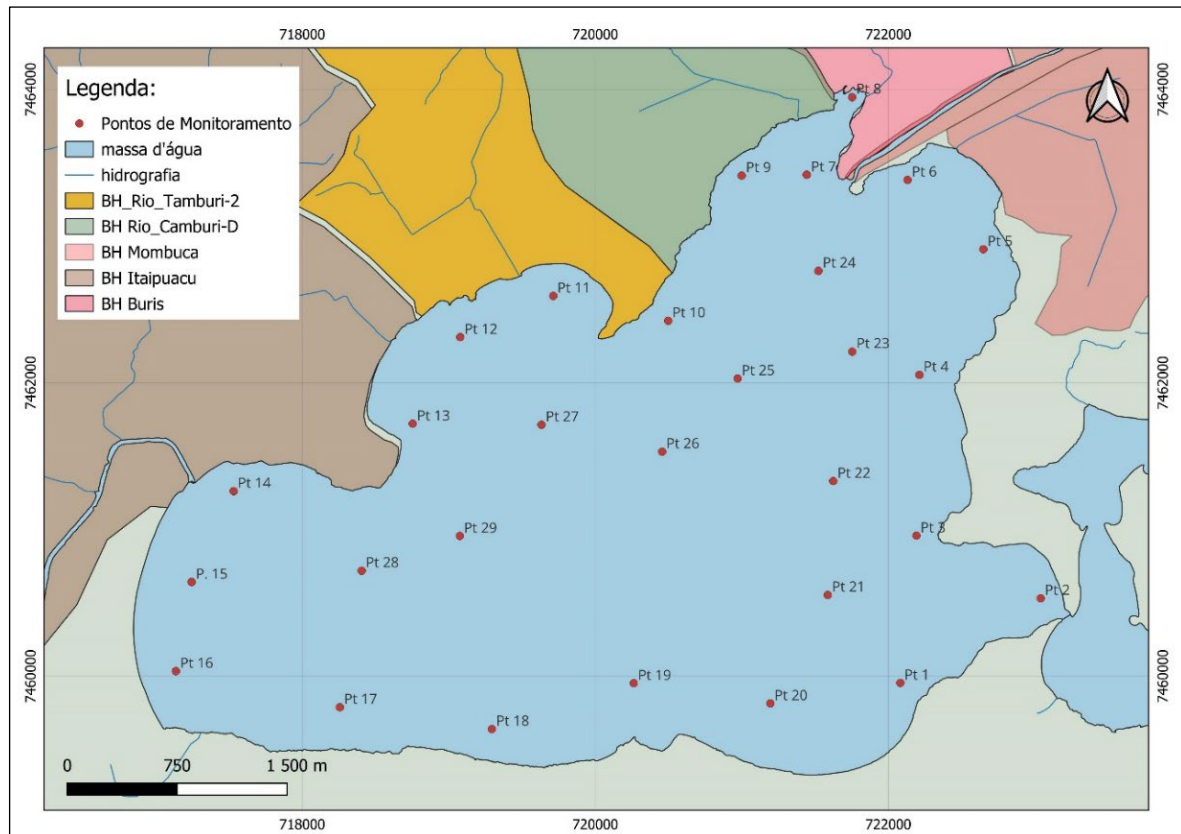 718000
720000
722000
7464000
7464000
Legenda:
Pontos de Monitoramento
massa d'água
hidrografia
BH_Rio_Tamburi-2
BH Rio_Camburi-D
BH Mombuca
BH Itaipuacu
BH Buris
Pt 8
Pt 9
Pt 7
Pt 6
Pt 5
Pt 24
Pt 11
Pt 10
Pt 12
Pt 23
7462000
7462000
Pt 25
Pt 4
Pt 13
Pt 27
Pt 26
Pt 22
Pt 14
Pt 29
Pt 3
Pt 28
P. 15
Pt 21
Pt 2
Pt 16
7460000
7460000
Pt 19
Pt 1
Pt 17
Pt 20
Pt 18
0 750 1 500 m
718000
720000
722000